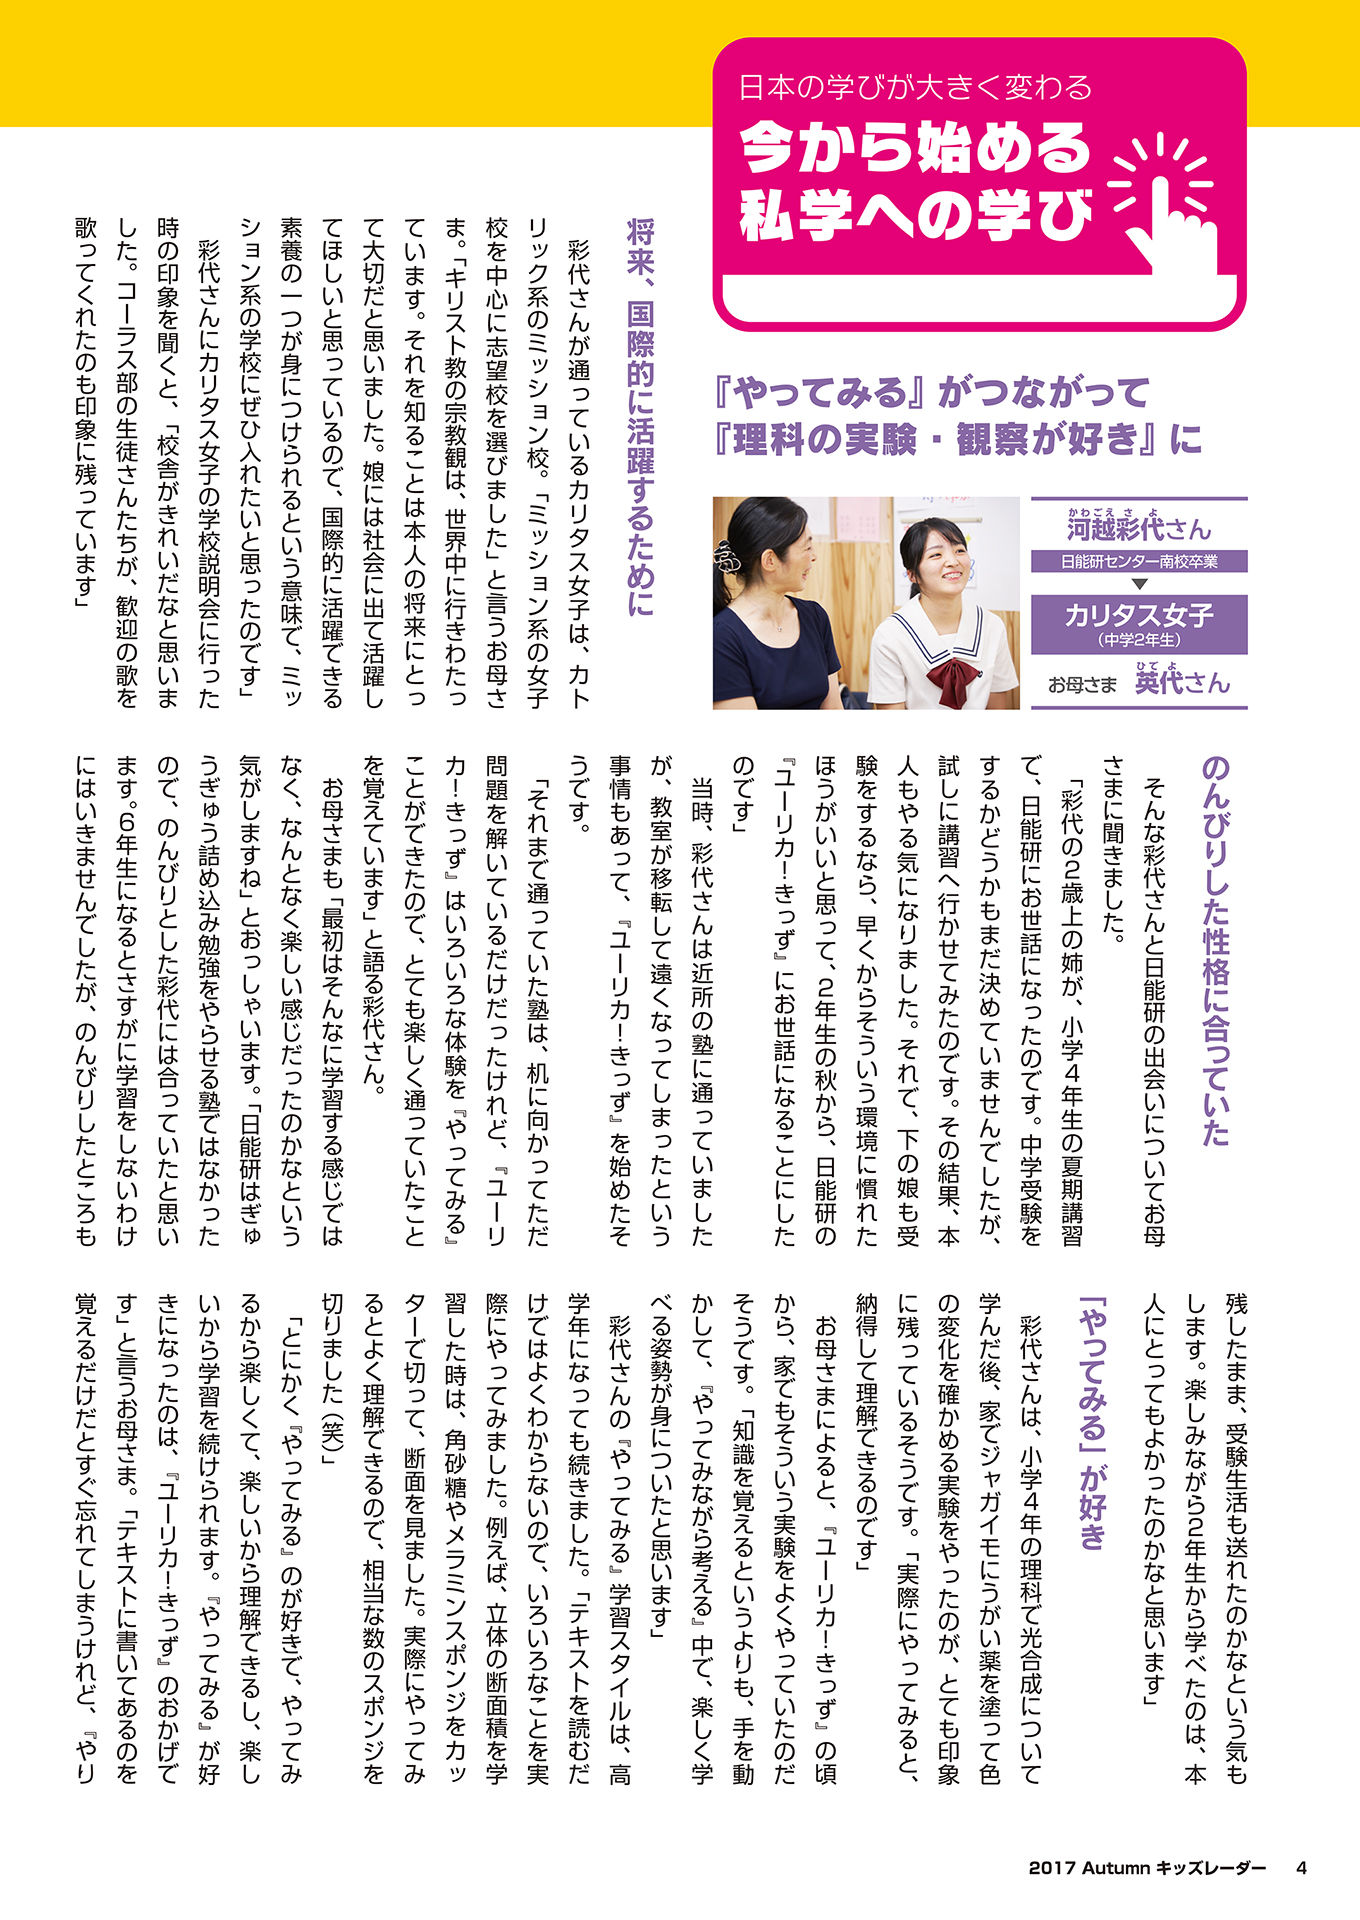 日本の学びが大きく変わる
今から始める
私学への学び
『やってみる』がつながって
『理科の実験・観察が好き』に
かわごえ さ よ
河越彩代さん
日能研センター南校卒業
カリタス女子
（中学2年生）
ひで よ
お母さま 英代さん
将来、国際的に活躍するために
彩代さんが通っているカリタス女子は、カト
リック系のミッション校。「ミッション系の女子
校を中心に志望校を選びました」と言うお母さ
ま。「キリスト教の宗教観は、世界中に行きわたっ
ています。それを知ることは本人の将来にとっ
て大切だと思いました。娘には社会に出て活躍し
てほしいと思っているので、国際的に活躍できる
素養の一つが身につけられるという意味で、ミッ
ション系の学校にぜひ入れたいと思ったのです」
彩代さんにカリタス女子の学校説明会に行った
時の印象を聞くと、「校舎がきれいだなと思いま
した。コーラス部の生徒さんたちが、歓迎の歌を
歌ってくれたのも印象に残っています」
のんびりした性格に合っていた
そんな彩代さんと日能研の出会いについてお母
さまに聞きました。
「彩代の２歳上の姉が、小学４年生の夏期講習
で、日能研にお世話になったのです。中学受験を
するかどうかもまだ決めていませんでしたが、
試しに講習へ行かせてみたのです。その結果、本
人もやる気になりました。それで、下の娘も受
験をするなら、早くからそういう環境に慣れた
ほうがいいと思って、２年生の秋から、日能研の
『ユーリカ！きっず』にお世話になることにした
のです」
当時、彩代さんは近所の塾に通っていました
が、教室が移転して遠くなってしまったという
事情もあって、『ユーリカ！きっず』を始めたそ
うです。
「それまで通っていた塾は、机に向かってただ
問題を解いているだけだったけれど、『ユーリ
カ！きっず』はいろいろな体験を『やってみる』
ことができたので、とても楽しく通っていたこと
を覚えています」と語る彩代さん。
お母さまも「最初はそんなに学習する感じでは
なく、なんとなく楽しい感じだったのかなという
気がしますね」とおっしゃいます。「日能研はぎゅ
うぎゅう詰め込み勉強をやらせる塾ではなかった
ので、のんびりとした彩代には合っていたと思い
ます。６年生になるとさすがに学習をしないわけ
にはいきませんでしたが、のんびりしたところも
残したまま、受験生活も送れたのかなという気も
します。楽しみながら２年生から学べたのは、本
人にとってもよかったのかなと思います」
「やってみる」が好き
彩代さんは、小学４年の理科で光合成について
学んだ後、家でジャガイモにうがい薬を塗って色
の変化を確かめる実験をやったのが、とても印象
に残っているそうです。「実際にやってみると、
納得して理解できるのです」
お母さまによると、『ユーリカ！きっず』の頃
から、家でもそういう実験をよくやっていたのだ
そうです。「知識を覚えるというよりも、手を動
かして、『やってみながら考える』中で、楽しく学
べる姿勢が身についたと思います」
彩代さんの『やってみる』学習スタイルは、高
学年になっても続きました。「テキストを読むだ
けではよくわからないので、いろいろなことを実
際にやってみました。例えば、立体の断面積を学
習した時は、角砂糖やメラミンスポンジをカッ
ターで切って、断面を見ました。実際にやってみ
るとよく理解できるので、相当な数のスポンジを
切りました（笑）」
「とにかく『やってみる』のが好きで、やってみ
るから楽しくて、楽しいから理解できるし、楽し
いから学習を続けられます。『やってみる』が好
きになったのは、『ユーリカ！きっず』のおかげで
す」と言うお母さま。「テキストに書いてあるのを
覚えるだけだとすぐ忘れてしまうけれど、『やり
2017 Autumn キッズレーダー 4